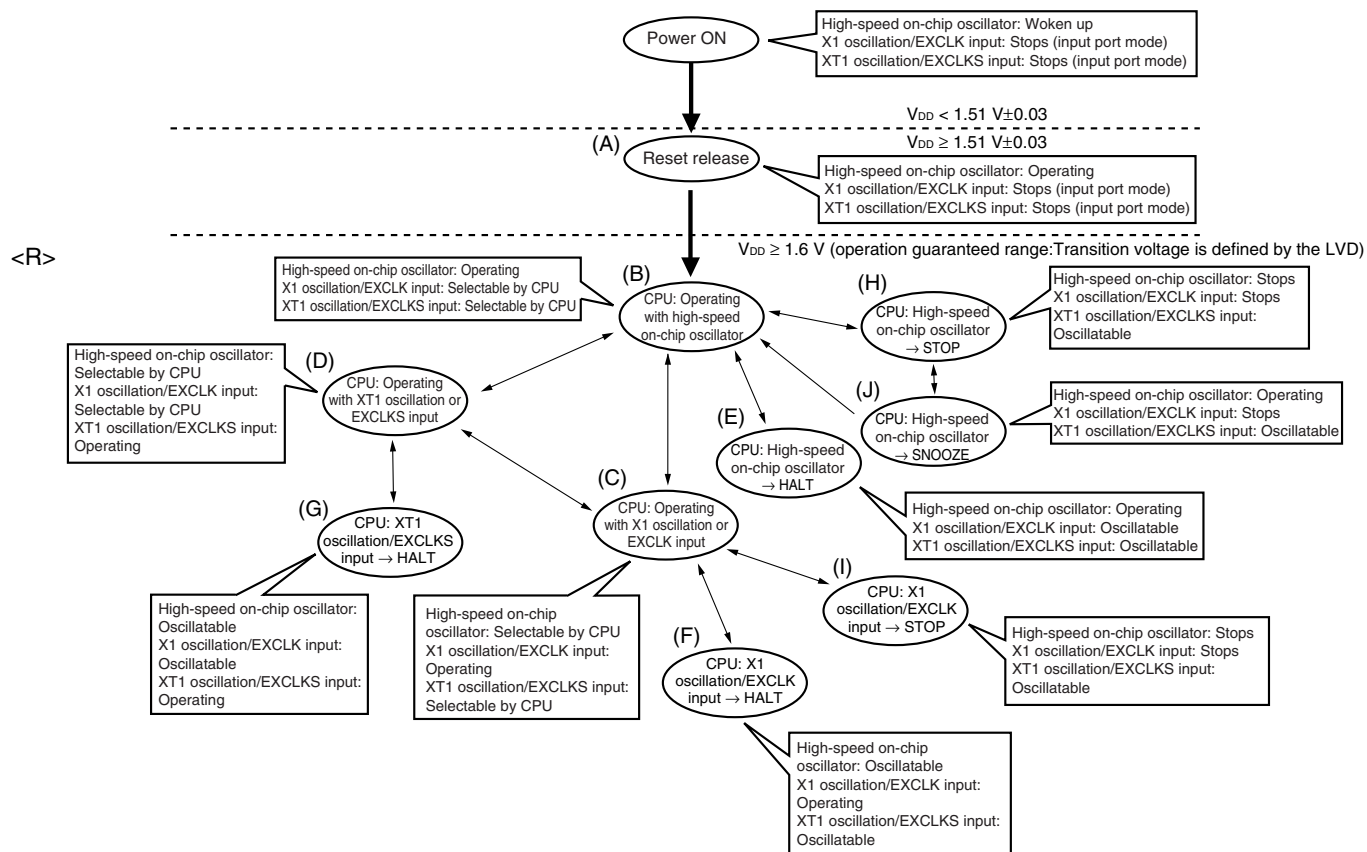 Power ON
High-speed on-chip oscillator: Woken up
X1 oscillation/EXCLK input: Stops (input port mode)
XT1 oscillation/EXCLKS input: Stops (input port mode)
VDD < 1.51 V±0.03
VDD ≥ 1.51 V±0.03
(A)
Reset release
High-speed on-chip oscillator: Operating
X1 oscillation/EXCLK input: Stops (input port mode)
XT1 oscillation/EXCLKS input: Stops (input port mode)
<R>
VDD ≥ 1.6 V (operation guaranteed range:Transition voltage is defined by the LVD)
High-speed on-chip oscillator: Operating
X1 oscillation/EXCLK input: Selectable by CPU
XT1 oscillation/EXCLKS input: Selectable by CPU
(B)
CPU: Operating
with high-speed
on-chip oscillator
(H)
CPU: High-speed
on-chip oscillator
→ STOP
High-speed on-chip oscillator: Stops
X1 oscillation/EXCLK input: Stops
XT1 oscillation/EXCLKS input:
Oscillatable
High-speed on-chip oscillator:
Selectable by CPU
X1 oscillation/EXCLK input:
Selectable by CPU
XT1 oscillation/EXCLKS input:
Operating
(D)
CPU: Operating
with XT1 oscillation or
EXCLKS input
(J)
CPU: High-speed
on-chip oscillator
→ SNOOZE
High-speed on-chip oscillator: Operating
X1 oscillation/EXCLK input: Stops
XT1 oscillation/EXCLKS input: Oscillatable
(E)
CPU: High-speed
on-chip oscillator
→ HALT
High-speed on-chip oscillator: Operating
X1 oscillation/EXCLK input: Oscillatable
XT1 oscillation/EXCLKS input: Oscillatable
(C)
CPU: Operating
with X1 oscillation or
EXCLK input
(G)
CPU: XT1
oscillation/EXCLKS
input → HALT
High-speed on-chip oscillator:
Oscillatable
X1 oscillation/EXCLK input:
Oscillatable
XT1 oscillation/EXCLKS input:
Operating
High-speed on-chip
oscillator: Selectable by CPU
X1 oscillation/EXCLK input:
Operating
XT1 oscillation/EXCLKS input:
Selectable by CPU
(I)
CPU: X1
oscillation/EXCLK
input → STOP
High-speed on-chip oscillator: Stops
X1 oscillation/EXCLK input: Stops
XT1 oscillation/EXCLKS input:
Oscillatable
(F)
CPU: X1
oscillation/EXCLK
input → HALT
High-speed on-chip
oscillator: Oscillatable
X1 oscillation/EXCLK input:
Operating
XT1 oscillation/EXCLKS input:
Oscillatable